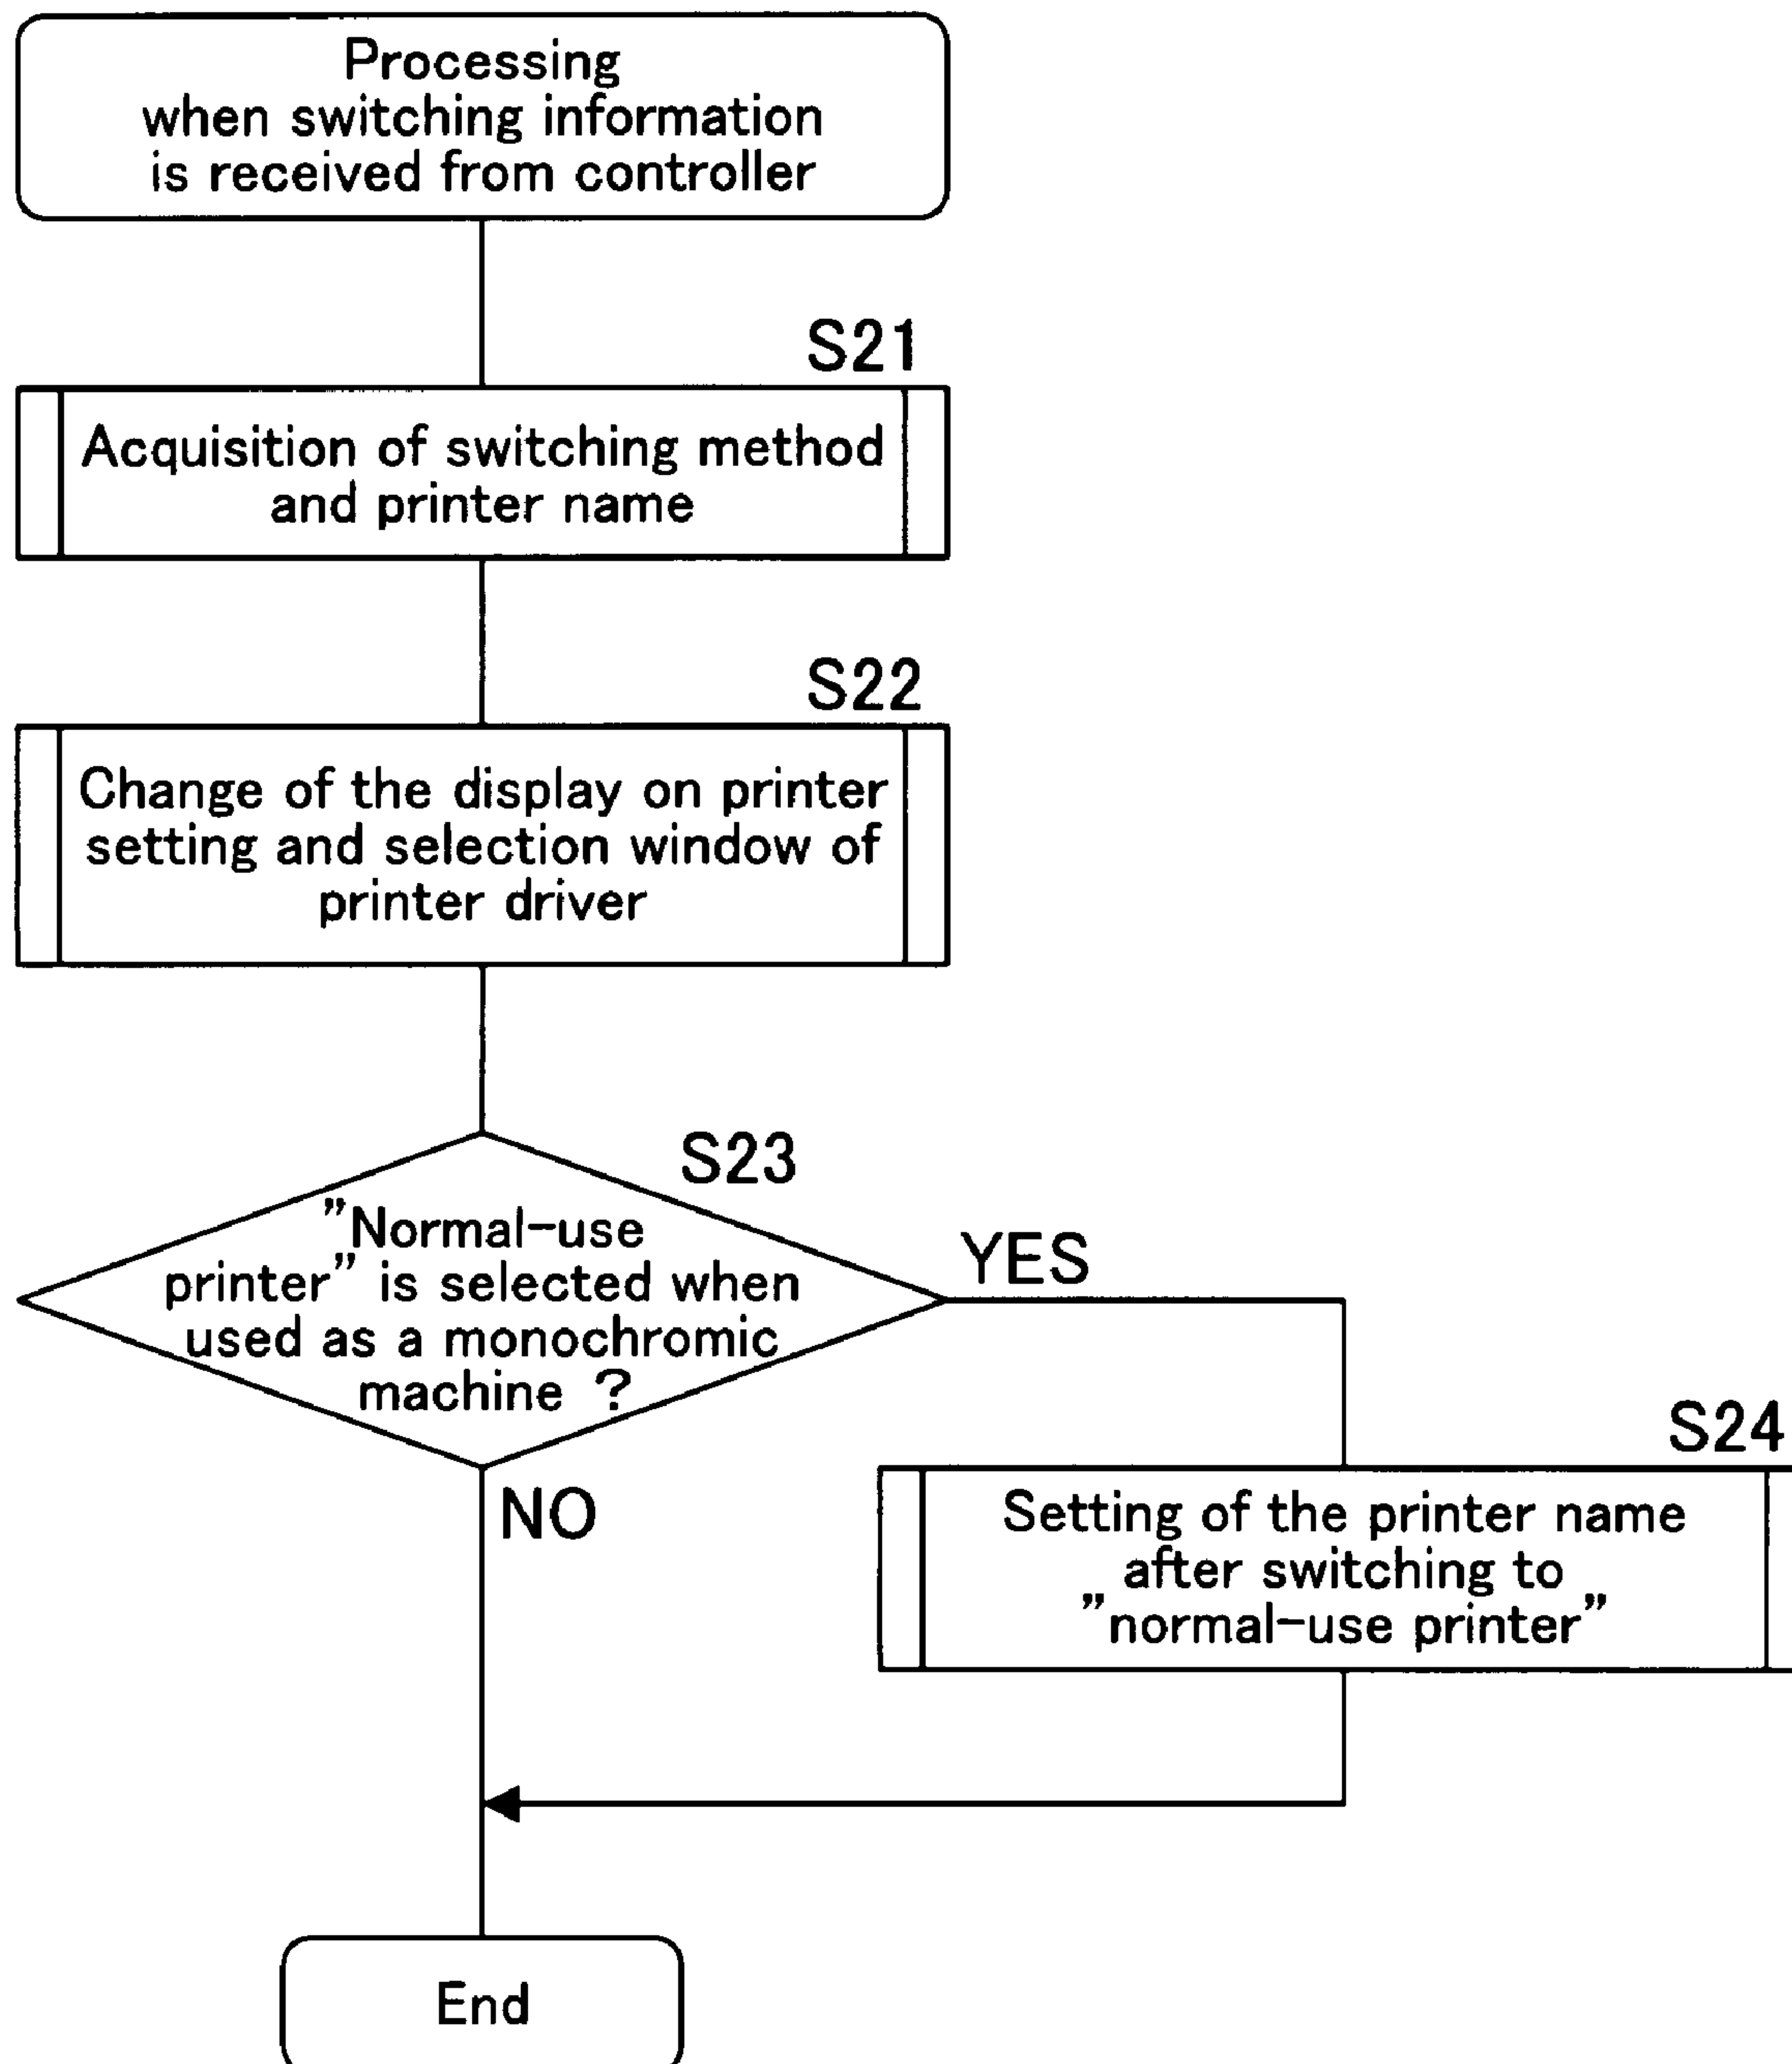 Processing
when switching information
is received from controller
S21
Acquisition of switching method
and printer name
S22
Change of the display on printer
setting and selection window of
printer driver
S23
”Normal-use
printer” is selected when
used as a monochromic
machine ?
YES
NO
S24
Setting of the printer name
after switching to
”normal-use printer”
End